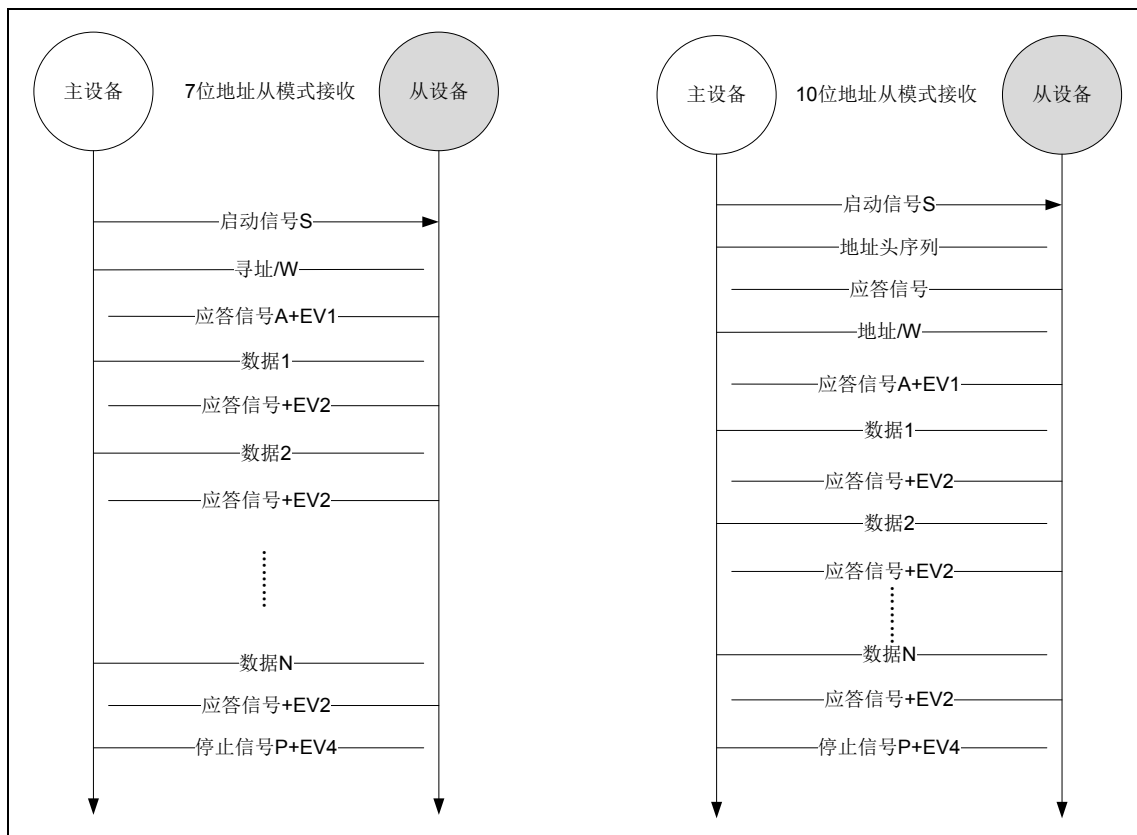 主设备
7位地址从模式接收
从设备
启动信号S
寻址/W
应答信号A+EV1
数据1
应答信号+EV2
数据2
应答信号+EV2
数据N
应答信号+EV2
停止信号P+EV4
主设备
10位地址从模式接收
从设备
启动信号S
地址头序列
应答信号
地址/W
应答信号A+EV1
数据1
应答信号+EV2
数据2
应答信号+EV2
数据N
应答信号+EV2
停止信号P+EV4